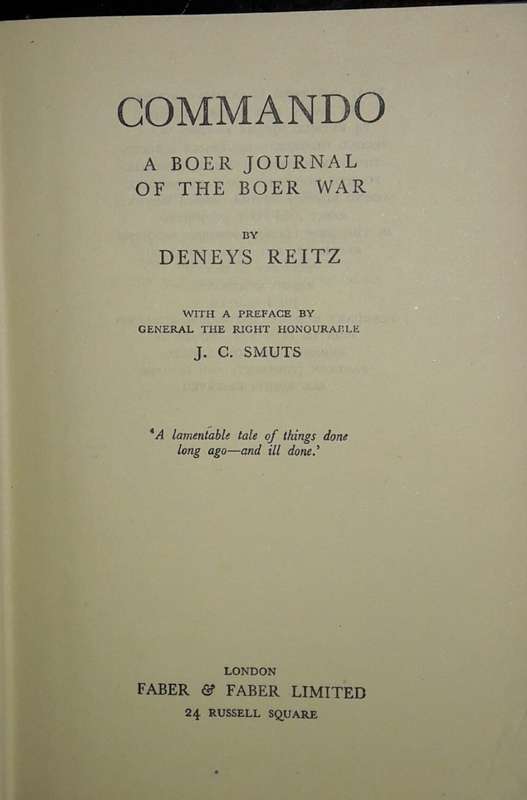 COMMANDO
A BOER JOURNAL
OF THE BOER WAR
BY
DENEYS REITZ
WITH A PREFACE BY
GENERAL THE RIGHT HONOURABLE
J. C. SMUTS
‘A lamentable tale of things done
long ago—and ill done.’
LONDON
FABER & FABER LIMITED
24 RUSSELL SQUARE